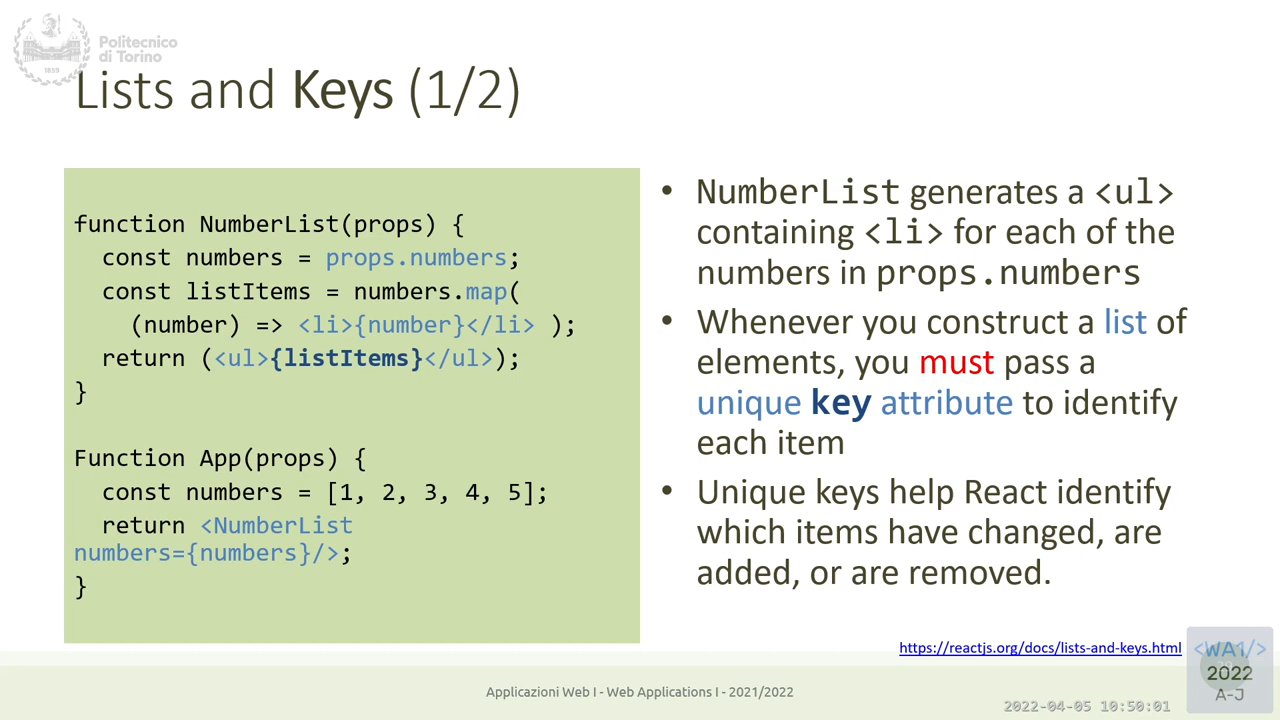 Politecnico
di Torino
1859
Lists and Keys (1/2)
function NumberList(props) {
const numbers = props.numbers;
const listItems = numbers.map(
(number) => <li>{number}</li> );
return (<ul>{listItems}</ul>);
}
Function App(props) {
const numbers = [1, 2, 3, 4, 5];
return <NumberList
numbers={numbers}/>;
}
• NumberList generates a <ul>
containing <li> for each of the
numbers in props.numbers
• Whenever you construct a list of
elements, you must pass a
unique key attribute to identify
each item
• Unique keys help React identify
which items have changed, are
added, or are removed.
https://reactjs.org/docs/lists-and-keys.html
<WA1/>
2022
A-J
Applicazioni Web I - Web Applications I - 2021/2022
2022-04-05 10:50:01